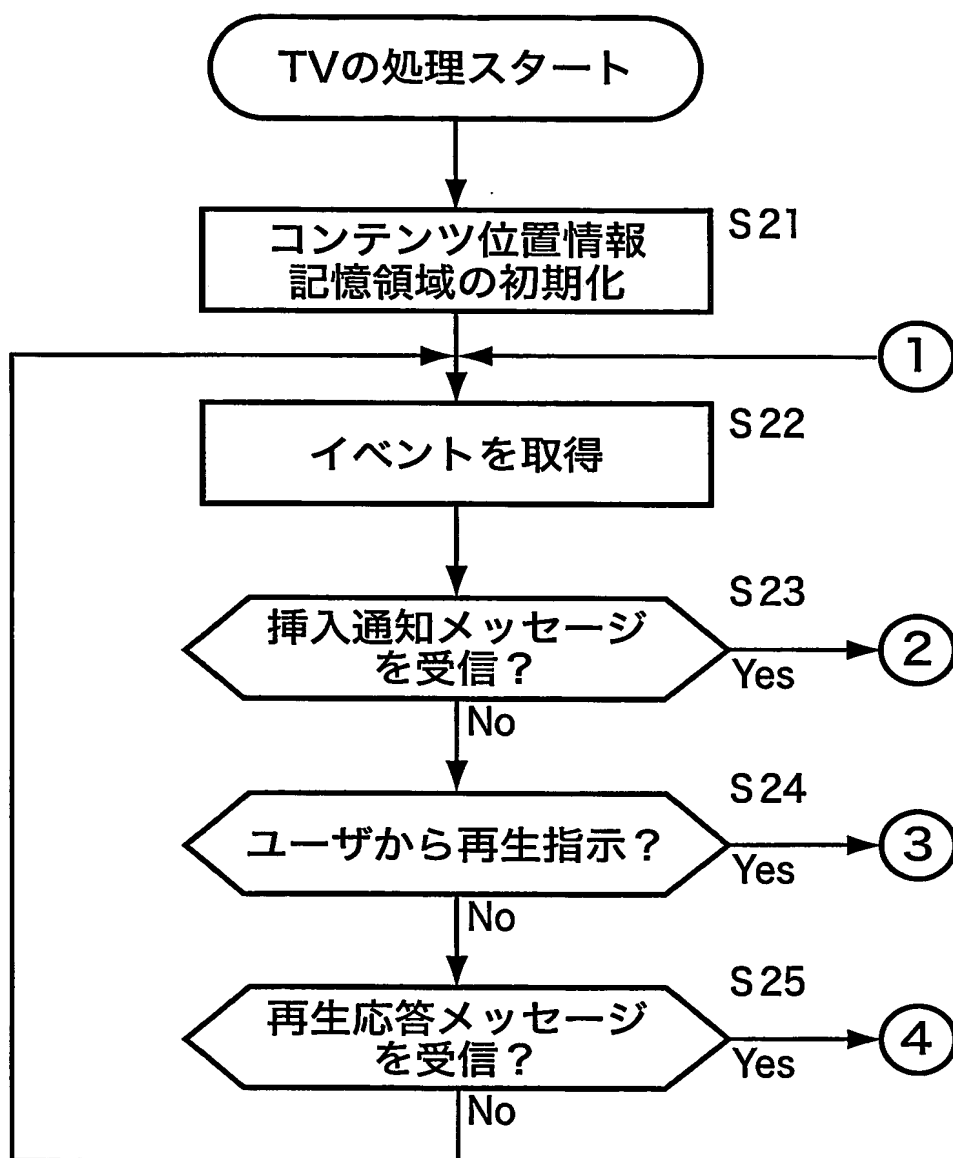 TVの処理スタート
コンテンツ位置情報
記憶領域の初期化
S21
①
イベントを取得
S22
挿入通知メッセージ
を受信？
S23
Yes
②
No
ユーザから再生指示？
S24
Yes
③
No
再生応答メッセージ
を受信？
S25
Yes
④
No